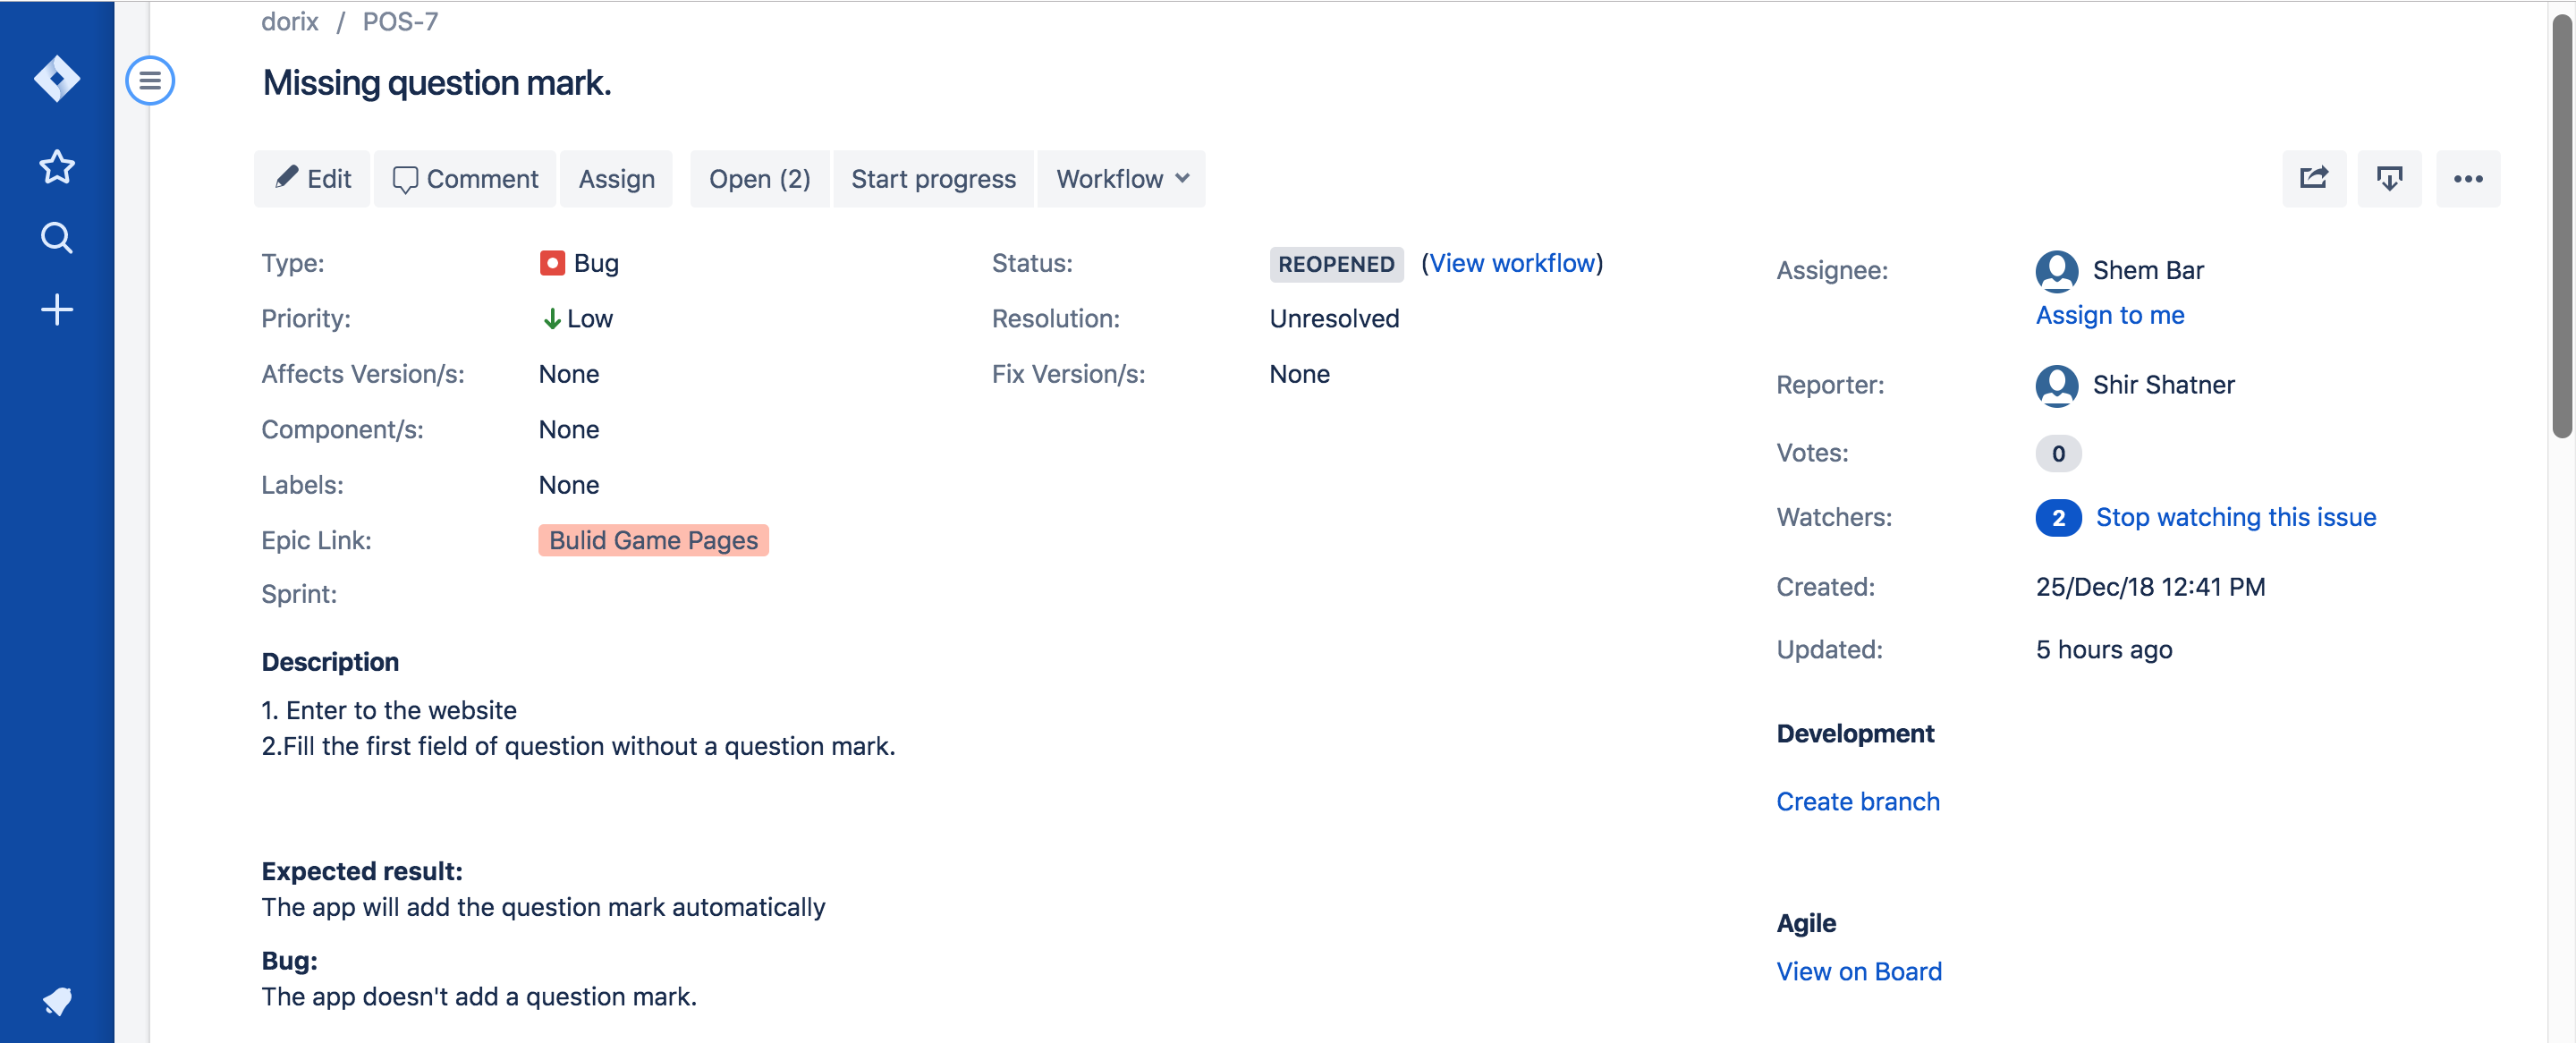 dorix / POS-7
Missing question mark.
Edit Comment Assign Open (2) Start progress Workflow
Type: Bug
Priority: Low
Affects Version/s: None
Component/s: None
Labels: None
Epic Link: Bulid Game Pages
Sprint:
Status: REOPENED (View workflow)
Resolution: Unresolved
Fix Version/s: None
Assignee: Shem Bar
Assign to me
Reporter: Shir Shatner
Votes: 0
Watchers: 2 Stop watching this issue
Created: 25/Dec/18 12:41 PM
Updated: 5 hours ago
Description
1. Enter to the website
2.Fill the first field of question without a question mark.
Expected result:
The app will add the question mark automatically
Bug:
The app doesn't add a question mark.
Development
Create branch
Agile
View on Board